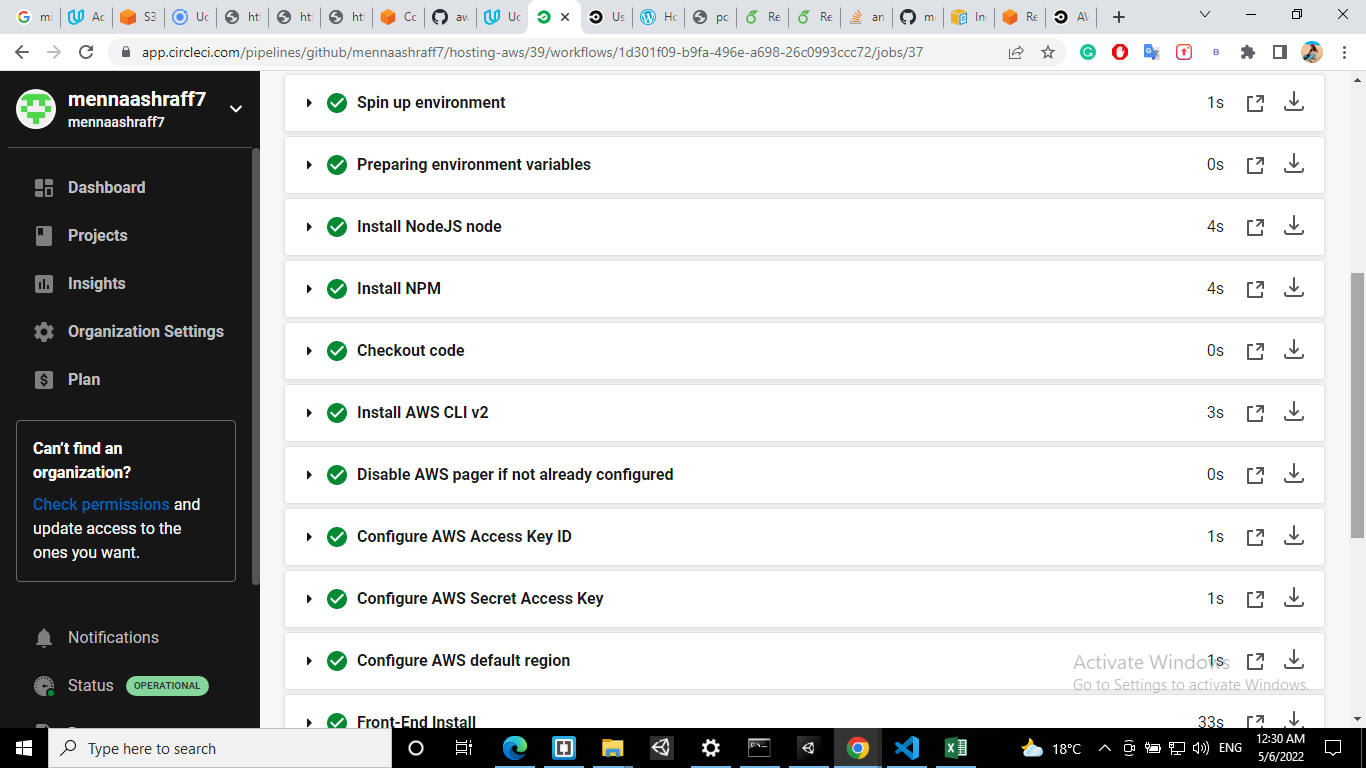 mi
Ac
S3
Uc
ht
ht
ht
Cc
aw
Uc
Us
Ho
pc
Re
Re
an
m
In
Re
AV
app.circleci.com/pipelines/github/mennaashraff7/hosting-aws/39/workflows/1d301f09-b9fa-496e-a698-26c0993ccc72/jobs/37
mennaashraff7
mennaashraff7
Dashboard
Projects
Insights
Organization Settings
Plan
Can't find an
organization?
Check permissions and
update access to the
ones you want.
Notifications
Status OPERATIONAL
Spin up environment 1s
Preparing environment variables 0s
Install NodeJS node 4s
Install NPM 4s
Checkout code 0s
Install AWS CLI v2 3s
Disable AWS pager if not already configured 0s
Configure AWS Access Key ID 1s
Configure AWS Secret Access Key 1s
Configure AWS default region 1s
Front-End Install 33s
Activate Windows
Go to Settings to activate Windows.
Type here to search
18°C
ENG
12:30 AM
5/6/2022